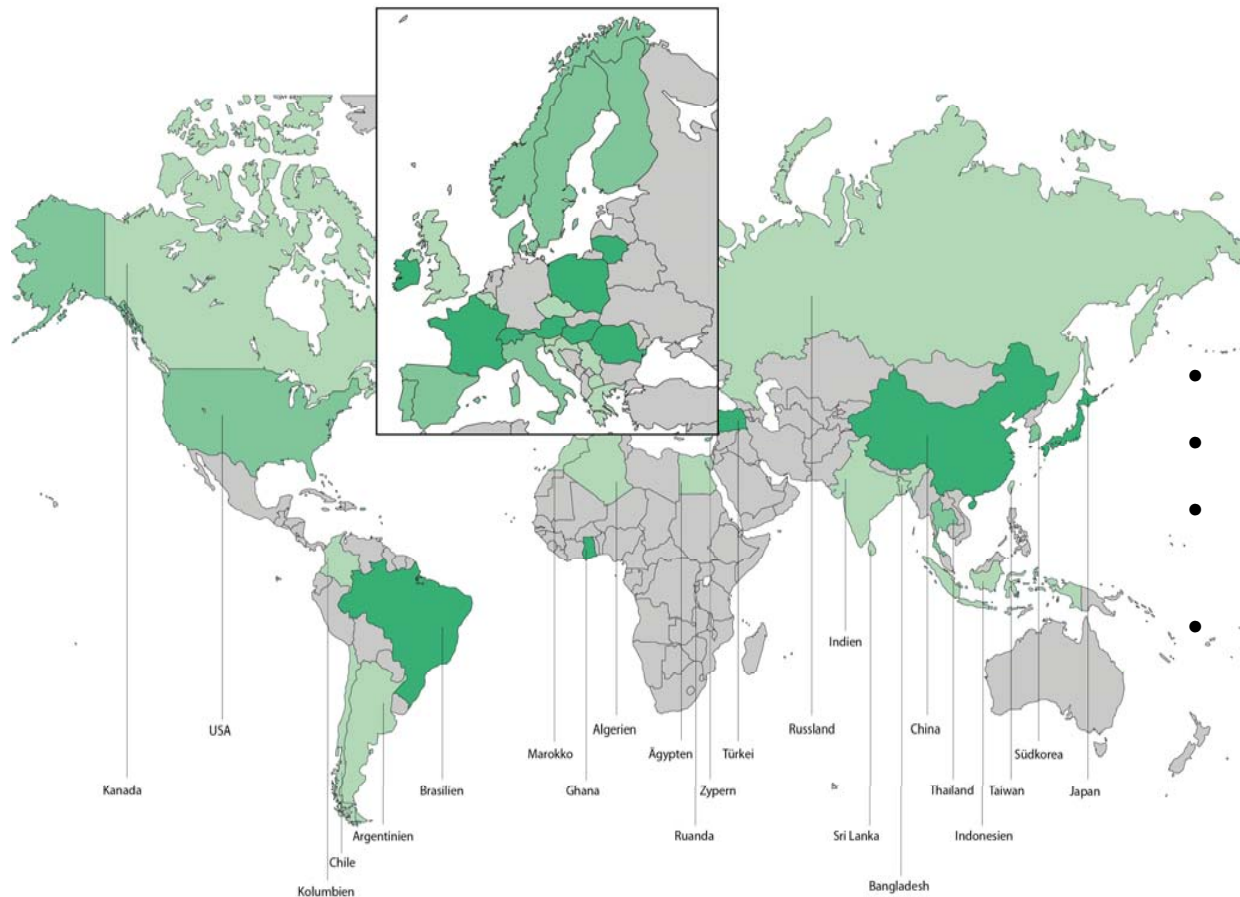 Indien
USA
Marokko
Algerien
Ägypten
Türkei
Russland
China
Südkorea
Kanada
Brasilien
Ghana
Zypern
Thailand
Taiwan
Japan
Argentinien
Ruanda
Sri Lanka
Indonesien
Chile
Kolumbien
Bangladesh